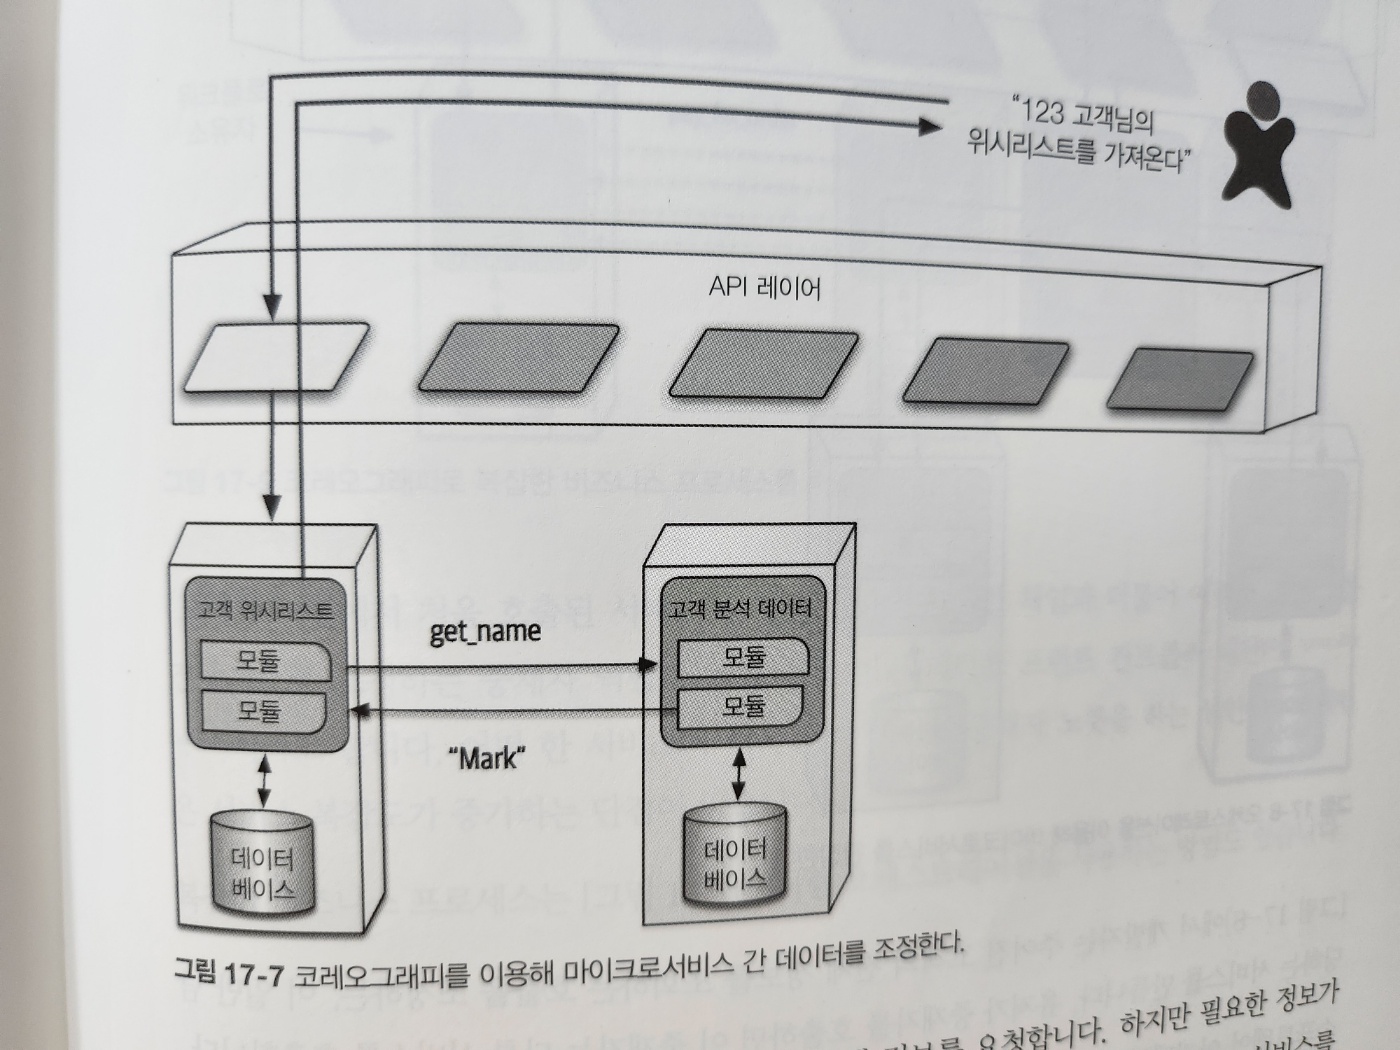 “123 고객님의
위시리스트를 가져온다”
API 레이어
고객 위시리스트
모듈
모듈
get_name
“Mark”
고객 분석 데이터
모듈
모듈
데이터
베이스
데이터
베이스
그림 17-7 코레오그래피를 이용해 마이크로서비스 간 데이터를 조정한다.
정보를 요청합니다. 하지만 필요한 정보가
서비스를